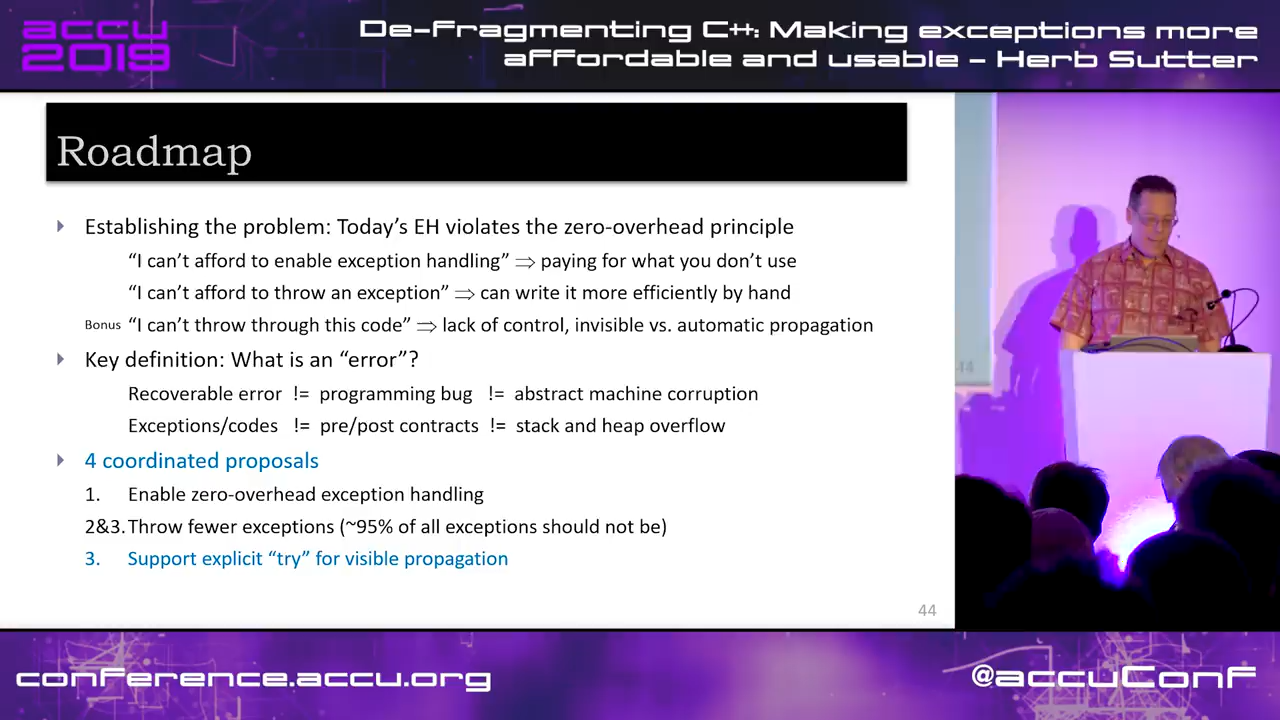 accu
2019
De-Fragmenting C++: Making exceptions more
affordable and usable - Herb Sutter
Roadmap
Establishing the problem: Today's EH violates the zero-overhead principle
"I can't afford to enable exception handling" ⇒ paying for what you don't use
"I can't afford to throw an exception" ⇒ can write it more efficiently by hand
Bonus "I can't throw through this code" ⇒ lack of control, invisible vs. automatic propagation
Key definition: What is an "error"?
Recoverable error != programming bug != abstract machine corruption
Exceptions/codes != pre/post contracts != stack and heap overflow
4 coordinated proposals
1. Enable zero-overhead exception handling
2&3. Throw fewer exceptions (~95% of all exceptions should not be)
3. Support explicit "try" for visible propagation
44
44
conference.accu.org
@accuConf